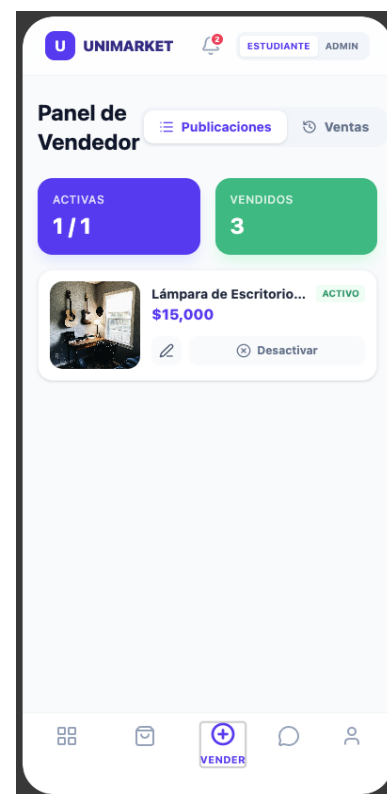 U UNIMARKET 2 ESTUDIANTE ADMIN
Panel de
Vendedor
Publicaciones Ventas
ACTIVAS
1/1
VENDIDOS
3
Lámpara de Escritorio... ACTIVO
$15,000
Desactivar
VENDER